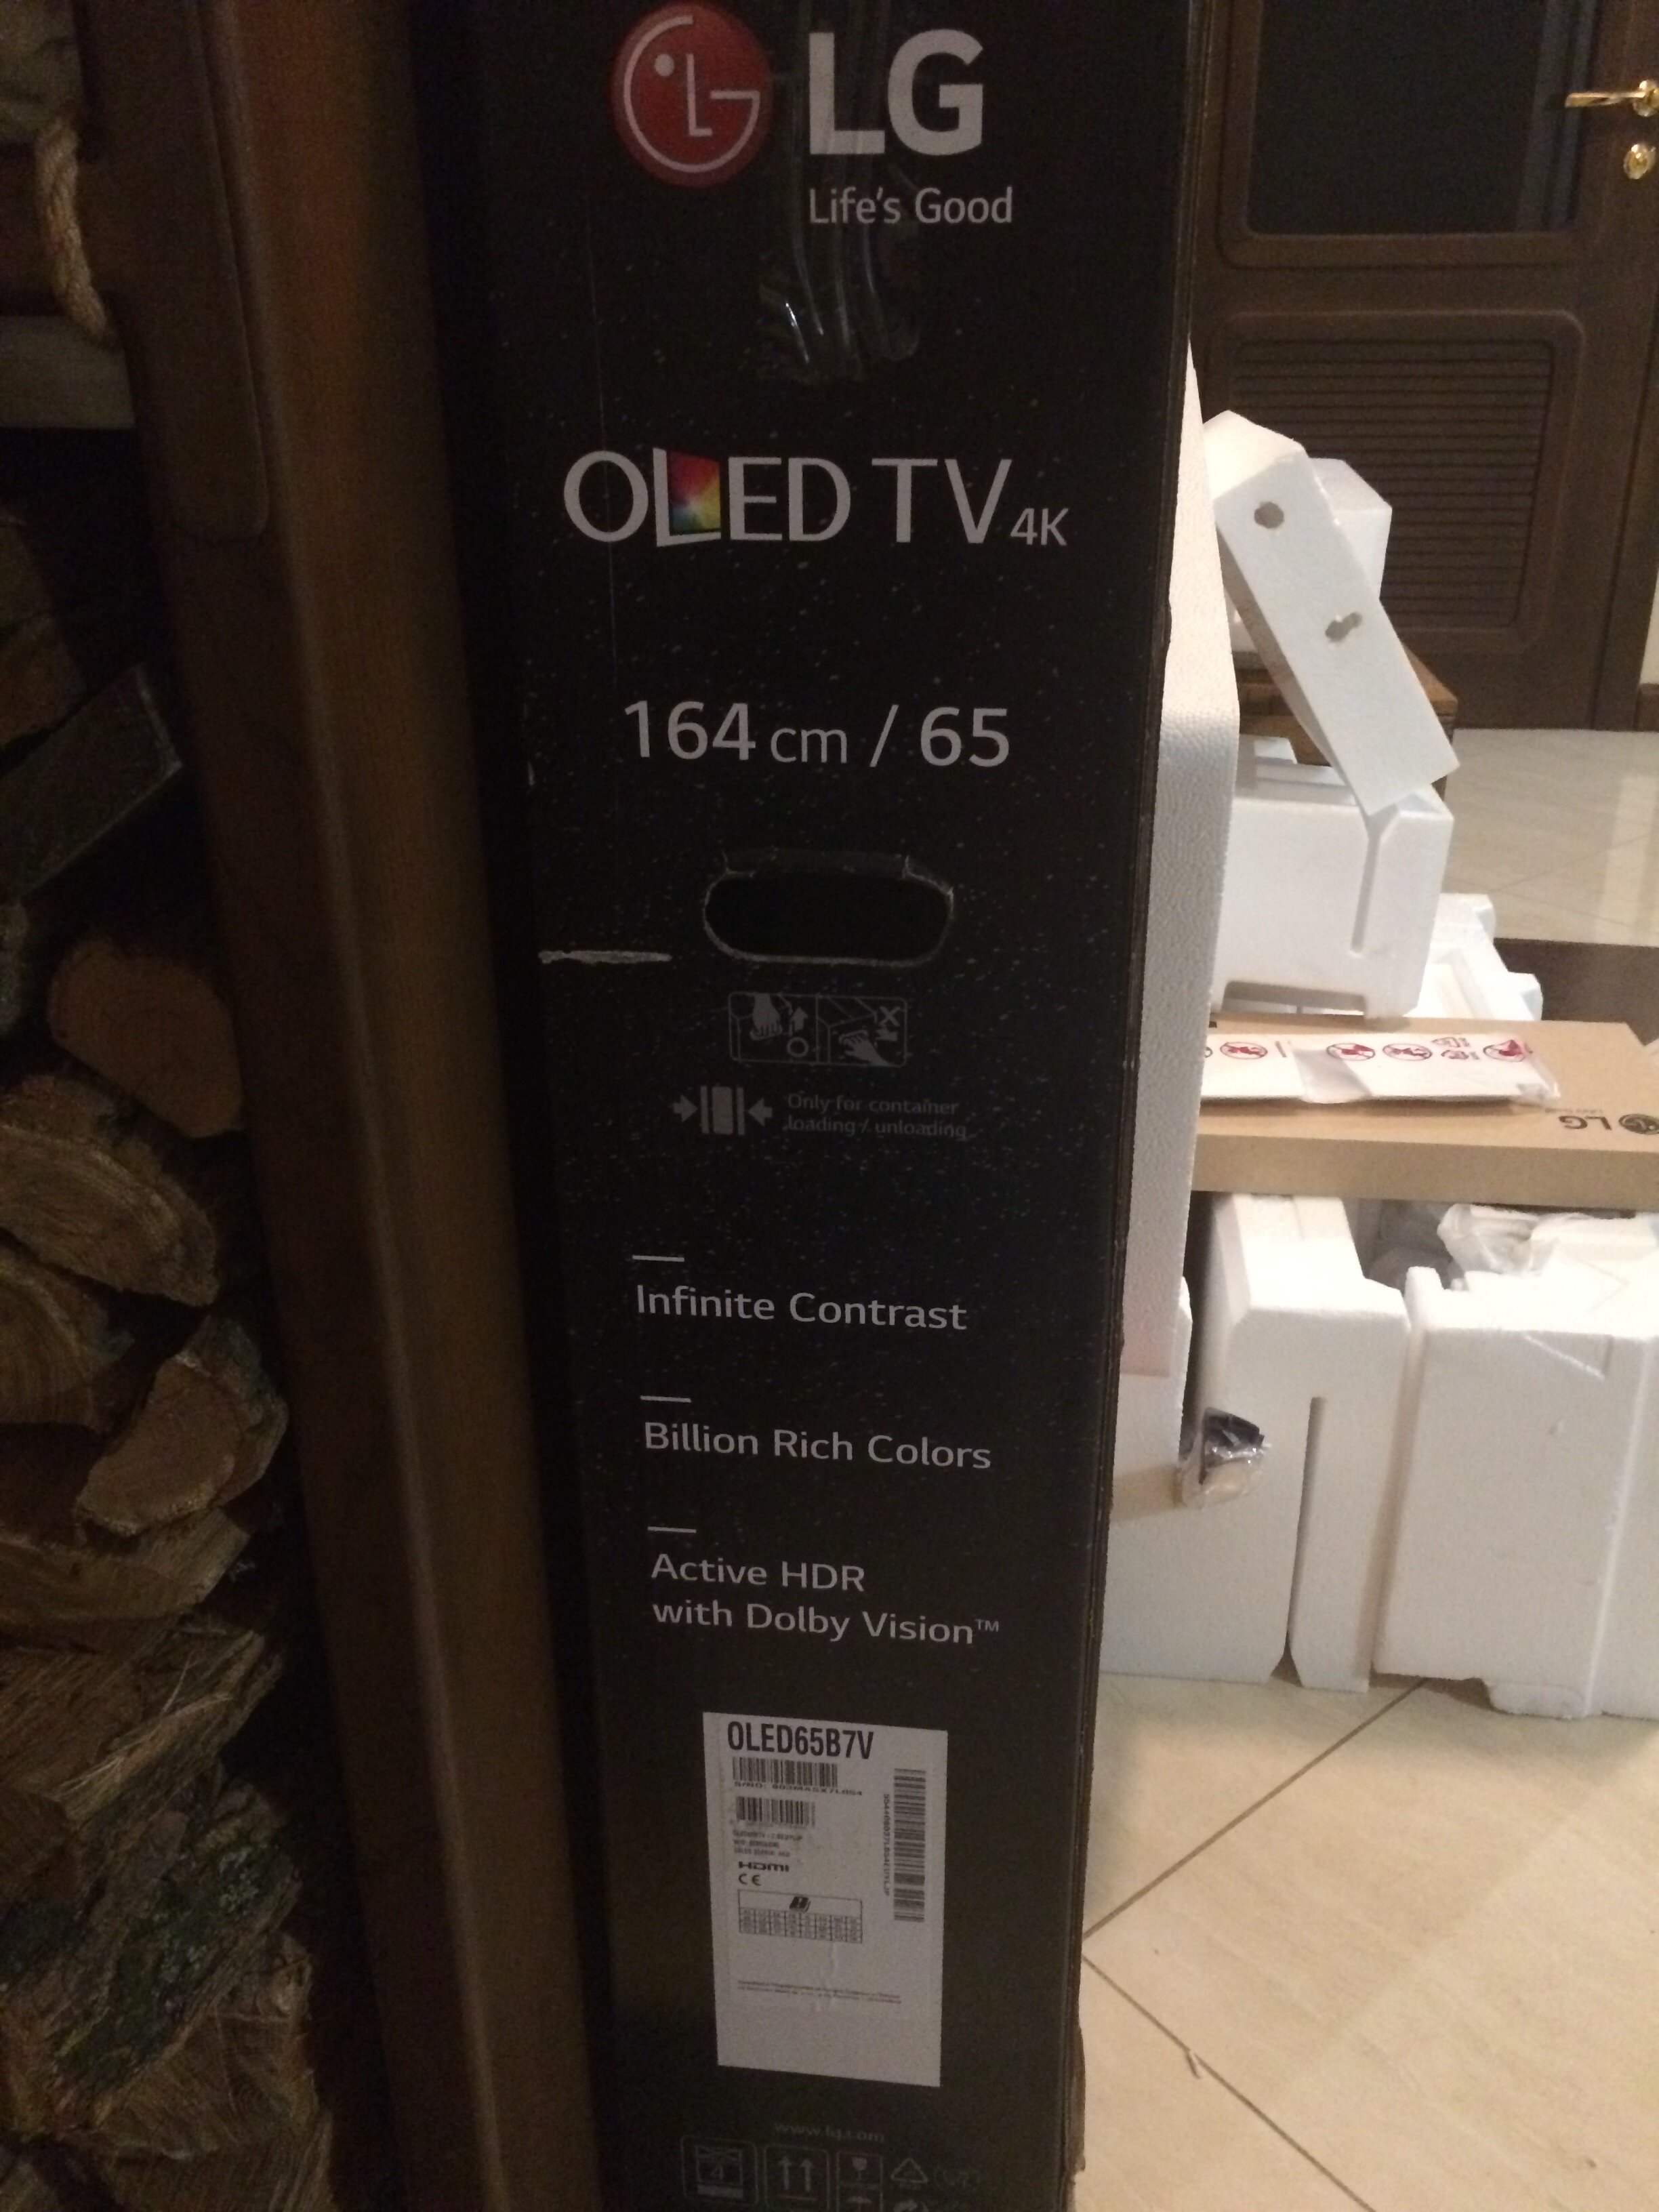 LG
Life's Good
OLED TV 4K
164 cm / 65
Only for container
loading / unloading
Infinite Contrast
Billion Rich Colors
Active HDR
with Dolby Vision™
OLED65B7V
HDMI
CE
www.lg.com
LG